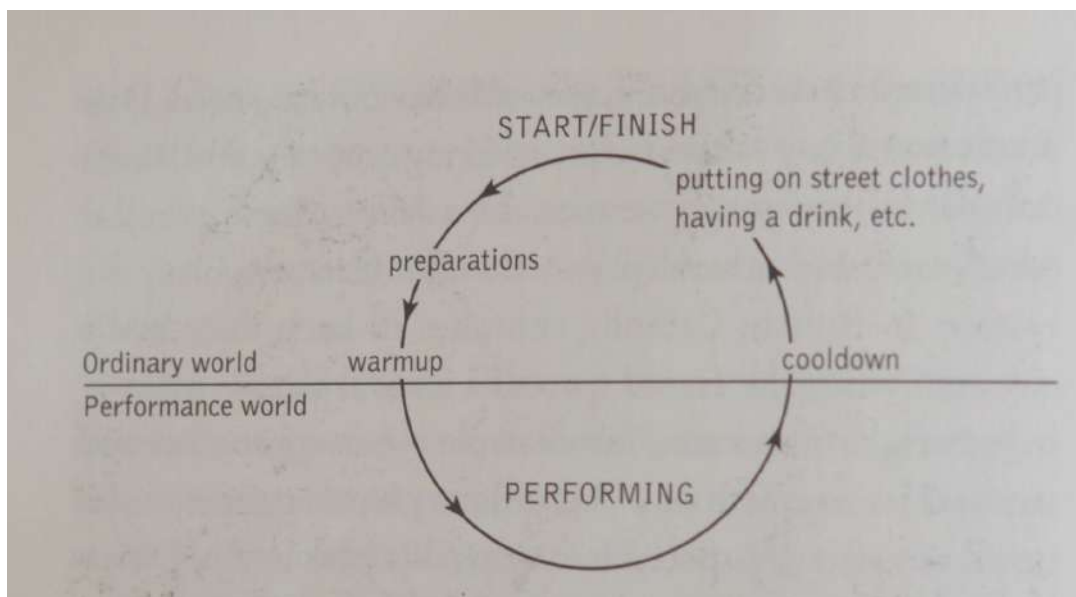 START/FINISH
putting on street clothes,
having a drink, etc.
preparations
Ordinary world
warmup
cooldown
Performance world
PERFORMING